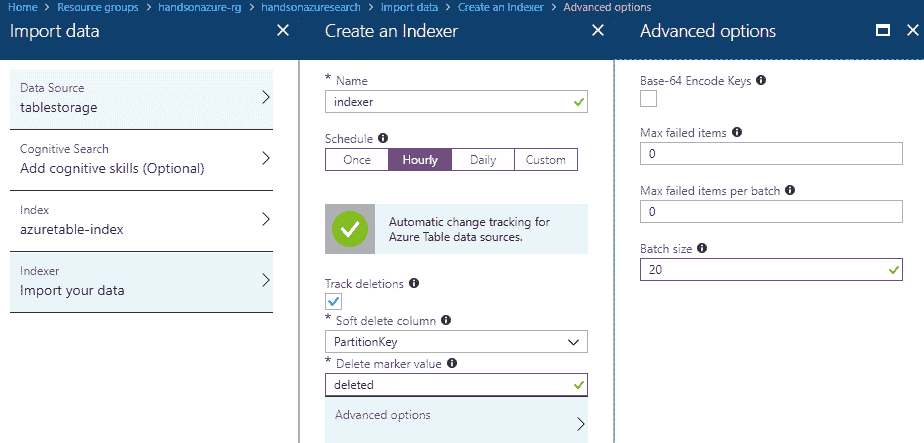 Home > Resource groups > handsonazure-rg > handsonazuresearch > Import data > Create an Indexer > Advanced options
Import data
Data Source
tablestorage
Cognitive Search
Add cognitive skills (Optional)
Index
azuretable-index
Indexer
Import your data
Create an Indexer
* Name
indexer
Schedule
Once Hourly Daily Custom
Automatic change tracking for
Azure Table data sources.
Track deletions
* Soft delete column
PartitionKey
* Delete marker value
deleted
Advanced options
Advanced options
Base-64 Encode Keys
Max failed items
0
Max failed items per batch
0
Batch size
20